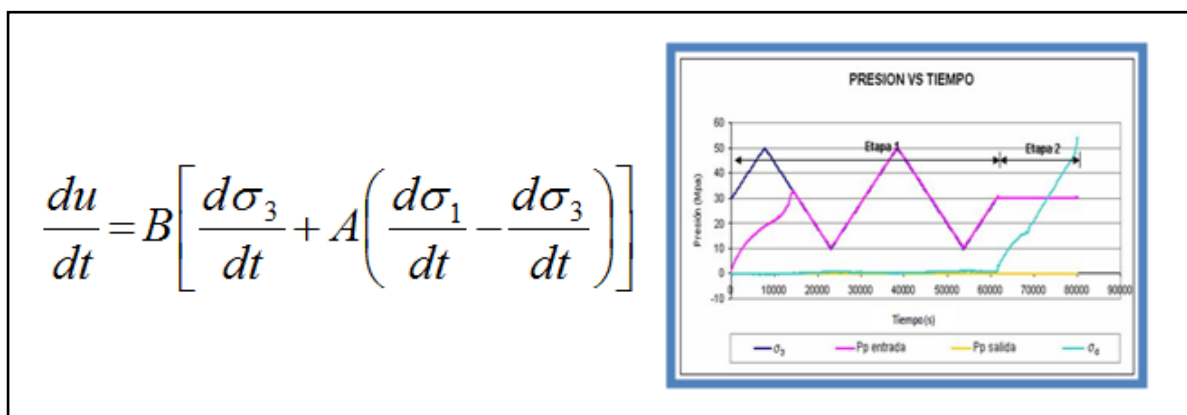 du/dt = B[dσ₃/dt + A(dσ₁/dt − dσ₃/dt)]
PRESION VS TIEMPO
60
50
40
30
20
10
0
-10
Presión (Mpa)
Etapa 1
Etapa 2
0 10000 20000 30000 40000 50000 60000 70000 80000 90000
Tiempo(s)
σ₃ Pp entrada Pp salida σd